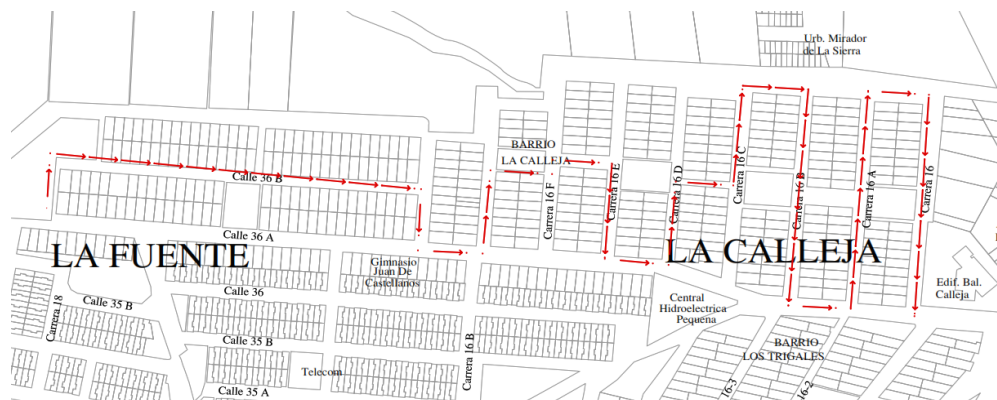 Urb. Mirador
de La Sierra
BARRIO
LA CALLEJA
Calle 36 B
Carrera 16 F
Carrera 16 E
Carrera 16 D
Carrera 16 C
Carrera 16 B
Carrera 16 A
Carrera 16
Calle 36 A
LA FUENTE
LA CALLEJA
Gimnasio
Juan De
Castellanos
Calle 36
Calle 35 B
Carrera 18
Central
Hidroelectrica
Pequeña
Edif. Bal.
Calleja
Calle 35 B
Carrera 16 B
BARRIO
LOS TRIGALES
Telecom
Calle 35 A
16-3
16-2